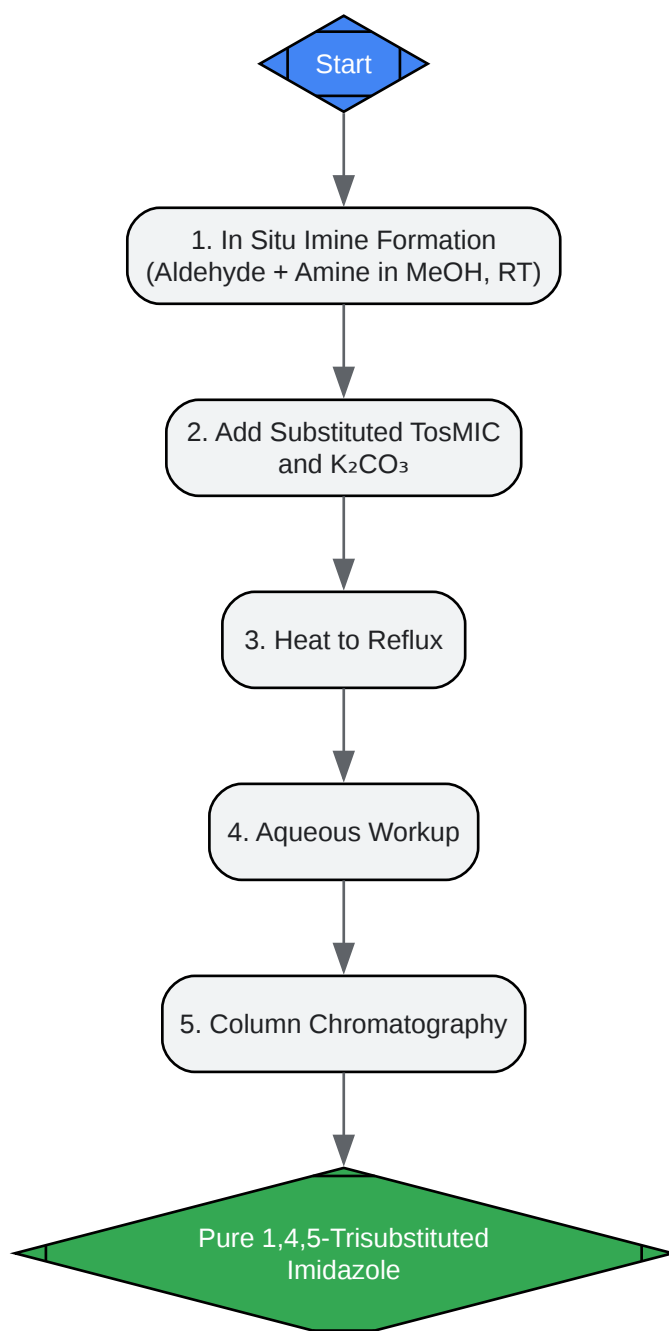 Start
1. In Situ Imine Formation
(Aldehyde + Amine in MeOH, RT)
2. Add Substituted TosMIC
and K₂CO₃
3. Heat to Reflux
4. Aqueous Workup
5. Column Chromatography
Pure 1,4,5-Trisubstituted
Imidazole